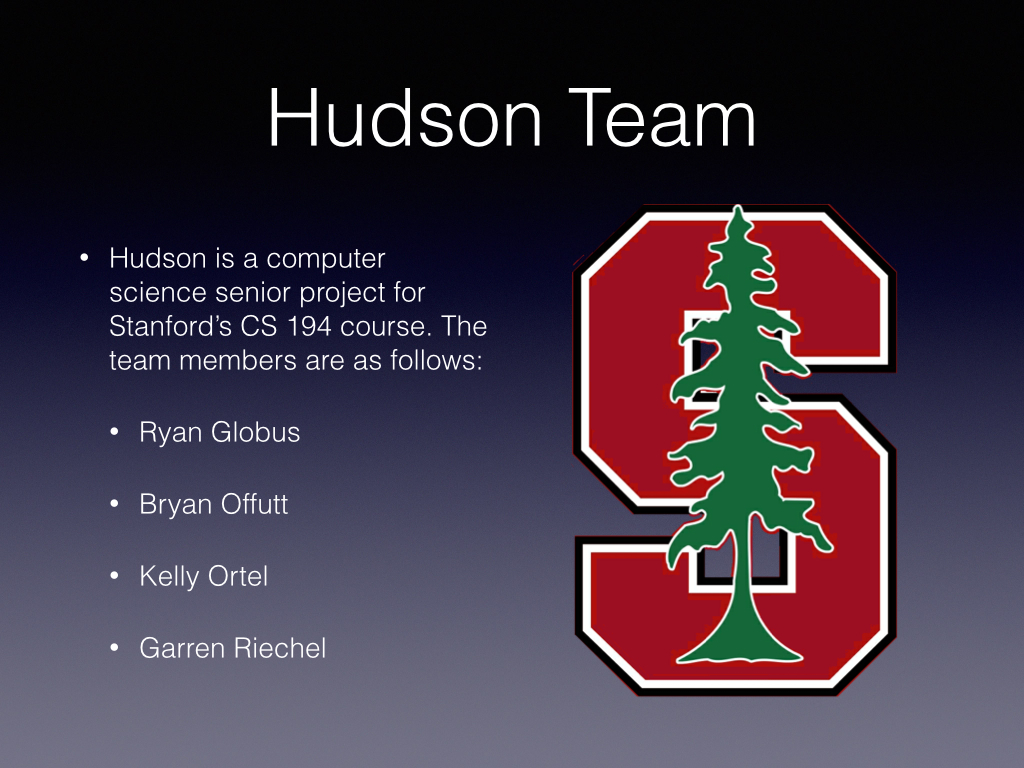 Hudson Team
• Hudson is a computer
science senior project for
Stanford’s CS 194 course. The
team members are as follows:
• Ryan Globus
• Bryan Offutt
• Kelly Ortel
• Garren Riechel
S